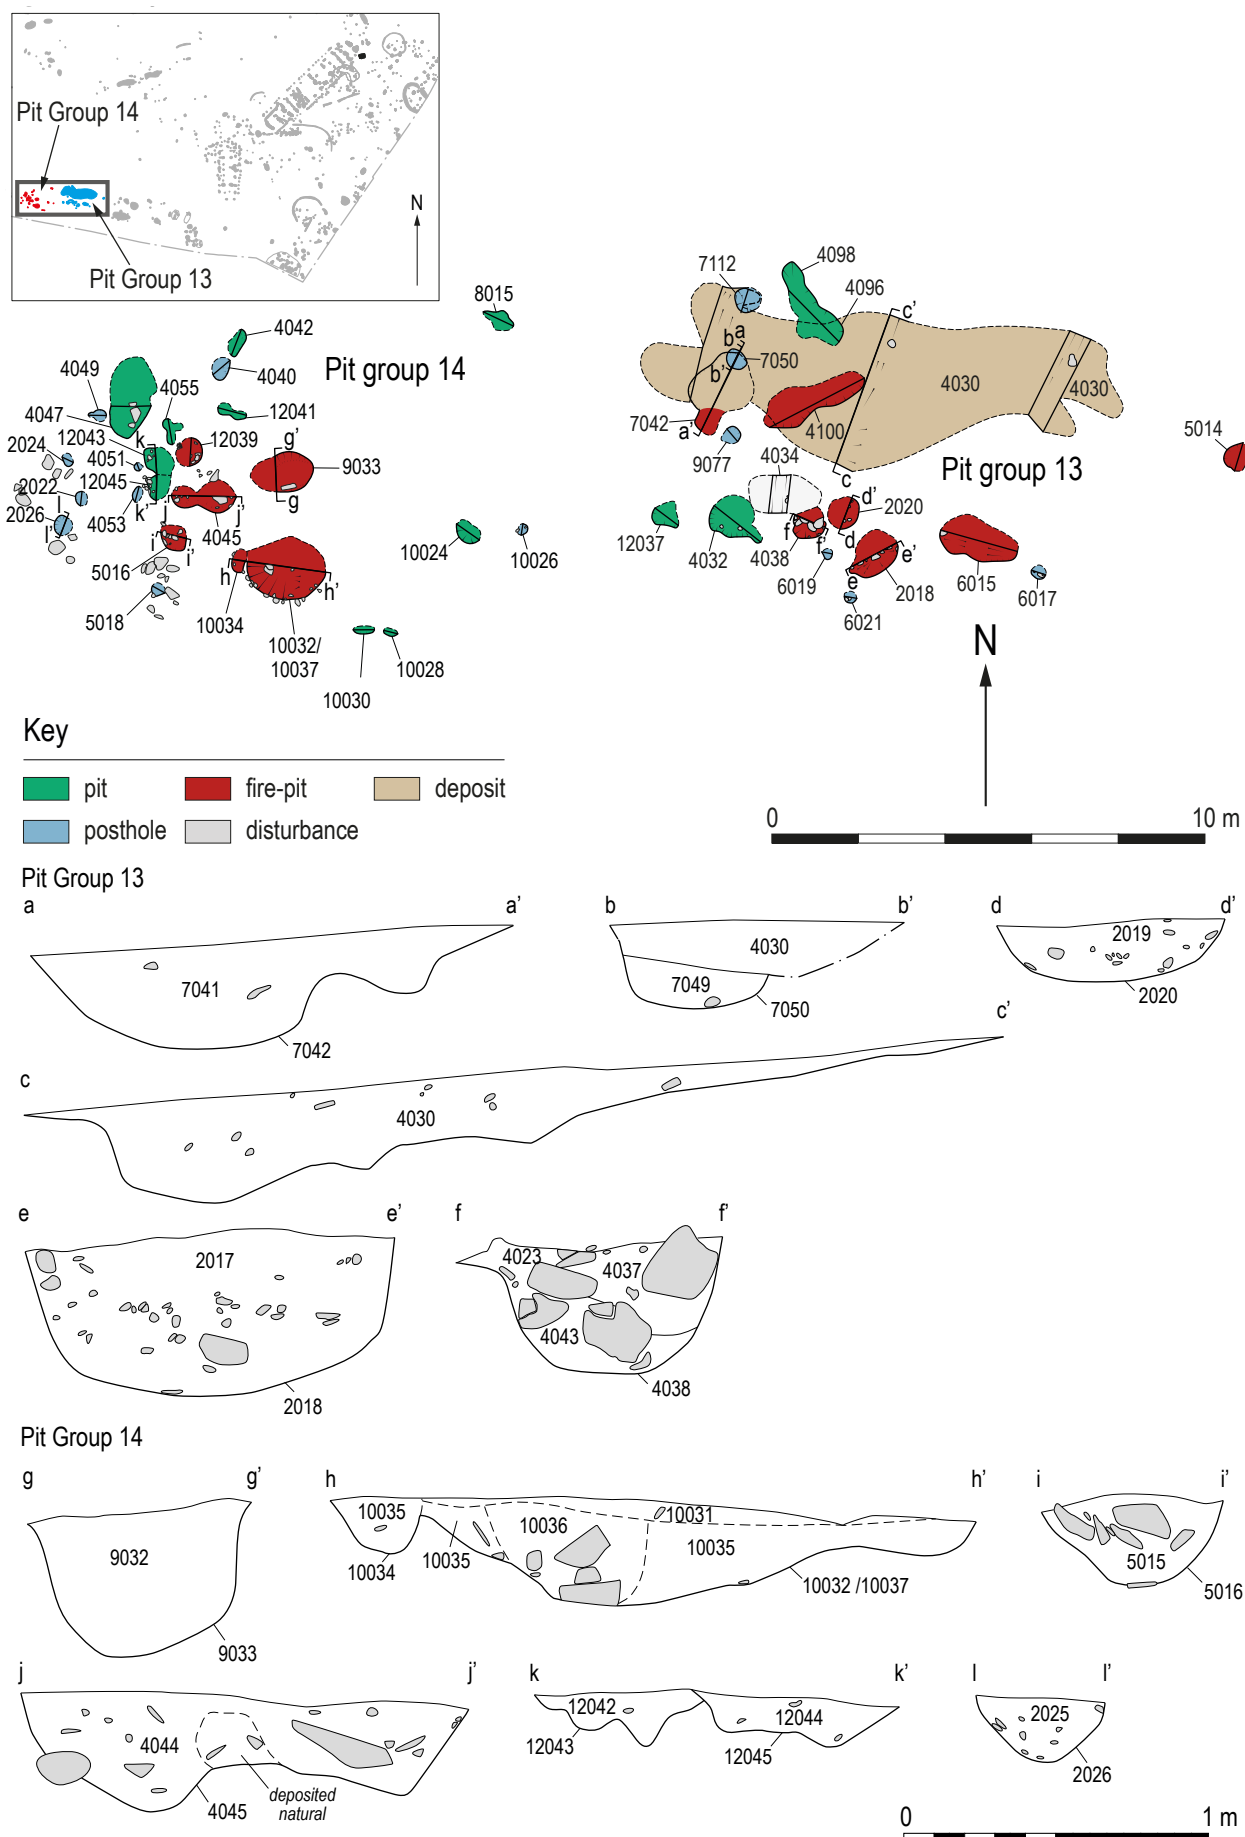 Pit Group 14
N
Pit Group 13
4098
7112
4096
c'
8015
4042
b a
Pit group 14
7050
4049
4055
4040
b'
4030
4030
4047
12041
7042
a'
4100
5014
12043
k
12039
g'
9077
2024
4051
9033
4034
c
Pit group 13
12045
d'
2022
j
g
2020
l
k'
j'
f
2026
4053
4045
d
l'
i
12037
f'
e'
i'
10024
10026
4032
4038
5016
h
6019
e
2018
6015
h'
6017
5018
10034
6021
10032/
10037
10028
N
10030
Key
pit
fire-pit
deposit
posthole
disturbance
0
10 m
Pit Group 13
a
a'
b
b'
d
d'
2019
4030
7041
7049
2020
7050
7042
c'
c
4030
e
e'
f
f'
2017
4023
4037
4043
4038
2018
Pit Group 14
g
g'
h
h'
i
i'
10035
10031
10036
9032
10035
10035
5015
10034
10032 /10037
5016
9033
j
j'
k
k'
l
l'
12042
12044
2025
4044
12043
12045
2026
deposited
natural
4045
0
1 m